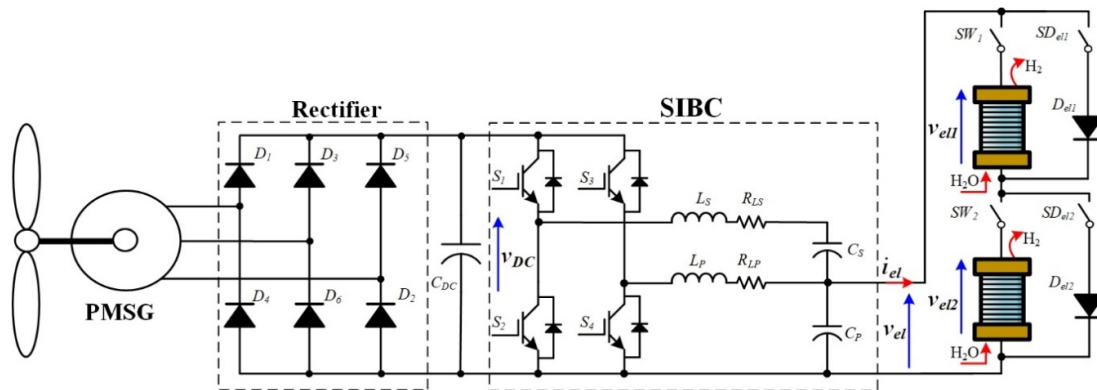 Rectifier
SIBC
PMSG
D1
D3
D5
D4
D6
D2
CDC
vDC
S1
S3
S2
S4
LS
RLS
LP
RLP
CS
CP
iel
vel
SW1
SDel1
H2
vel1
Del1
H2O
SW2
SDel2
H2
vel2
Del2
H2O